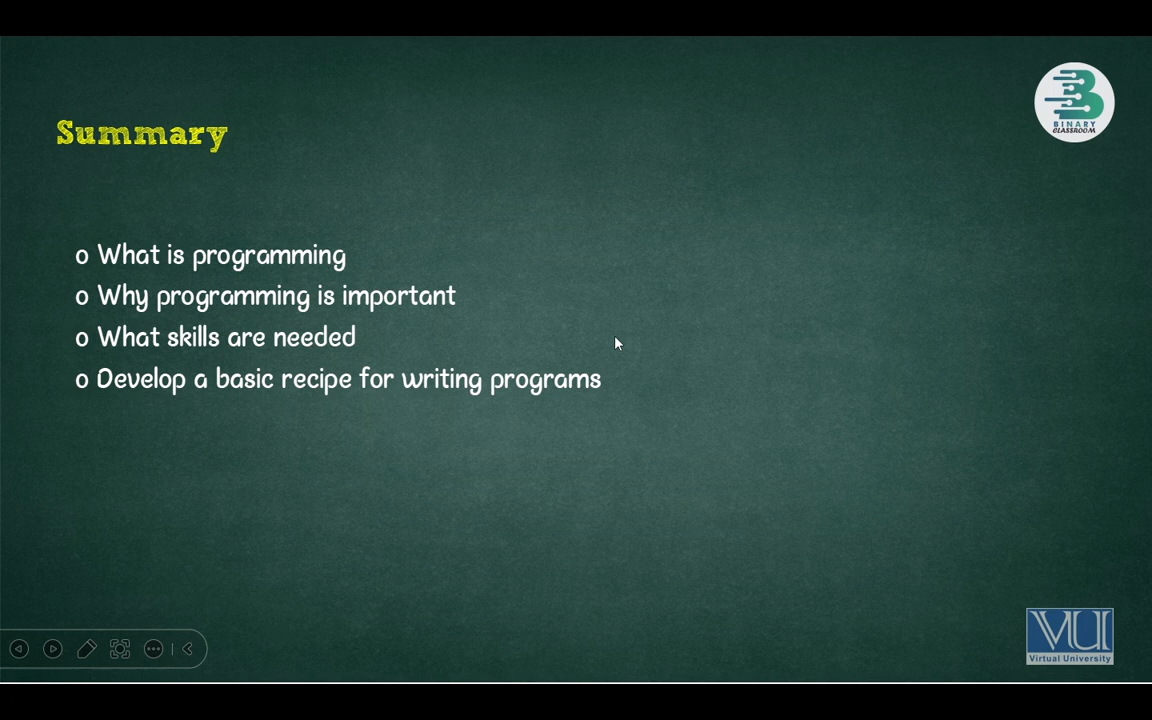 BINARY
CLASSROOM
Summary
o What is programming
o Why programming is important
o What skills are needed
o Develop a basic recipe for writing programs
VU
Virtual University